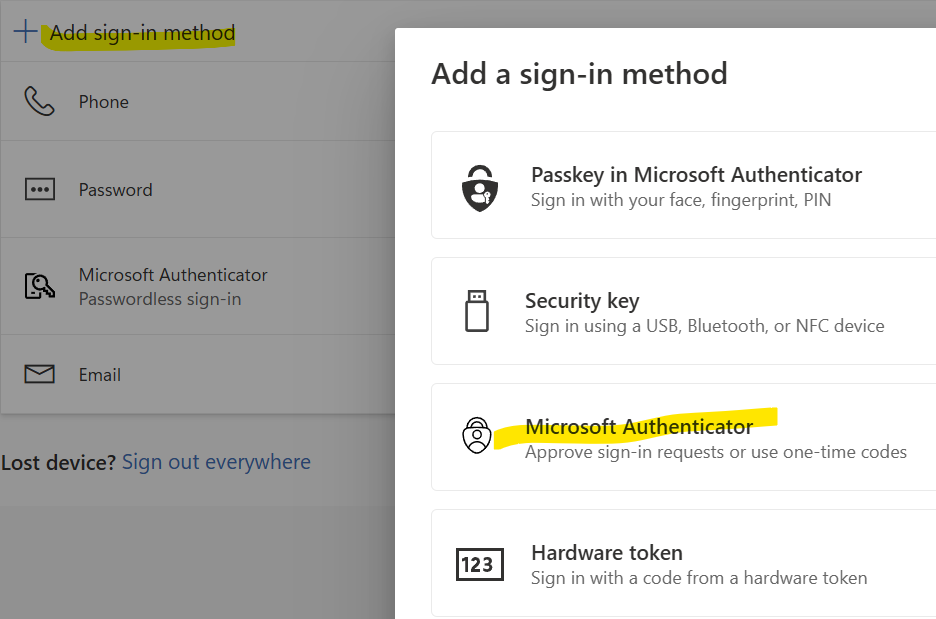 Add sign-in method
Phone
Password
Microsoft Authenticator
Passwordless sign-in
Email
Lost device? Sign out everywhere
Add a sign-in method
Passkey in Microsoft Authenticator
Sign in with your face, fingerprint, PIN
Security key
Sign in using a USB, Bluetooth, or NFC device
Microsoft Authenticator
Approve sign-in requests or use one-time codes
123
Hardware token
Sign in with a code from a hardware token